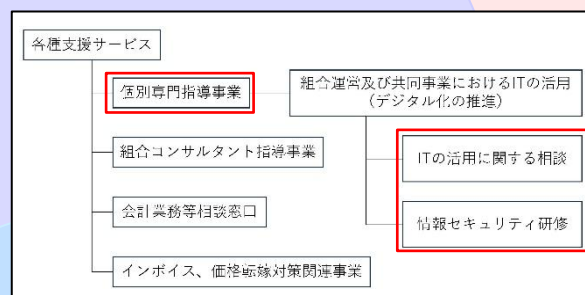 各種支援サービス
個別専門指導事業
組合運営及び共同事業におけるITの活用
（デジタル化の推進）
組合コンサルタント指導事業
ITの活用に関する相談
会計業務等相談窓口
情報セキュリティ研修
インボイス、価格転嫁対策関連事業